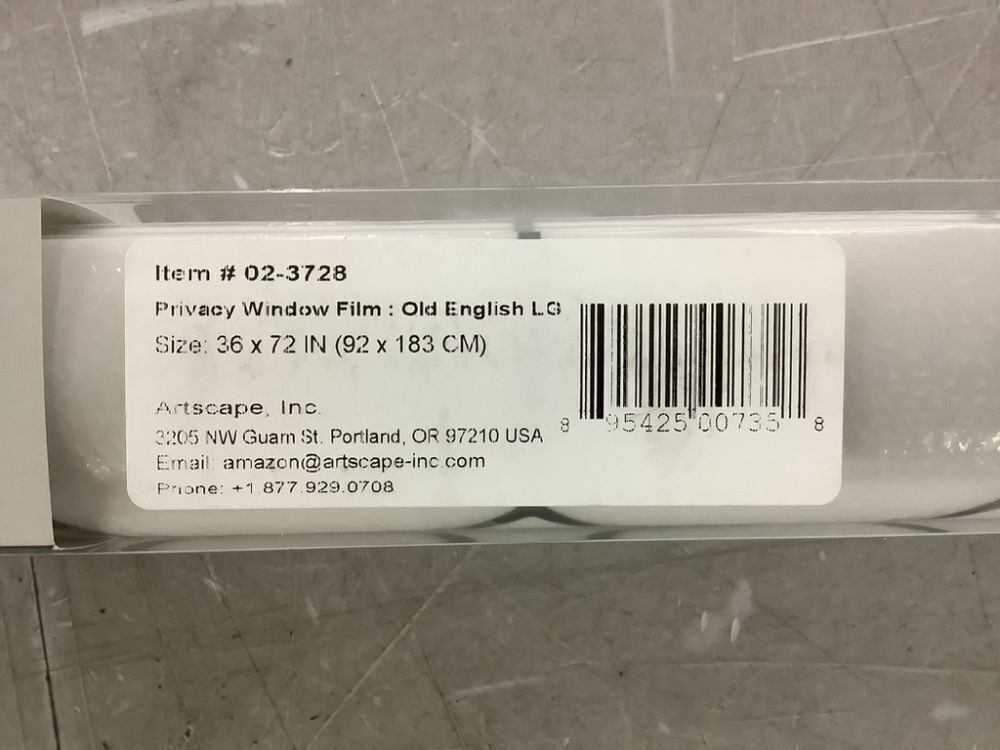 Item # 02-3728
Privacy Window Film : Old English LG
Size: 36 x 72 IN (92 x 183 CM)
Artscape, Inc.
3205 NW Guam St. Portland, OR 97210 USA
Email: amazon@artscape-inc.com
Phone: +1.877.929.0708
8 95425 00735 8